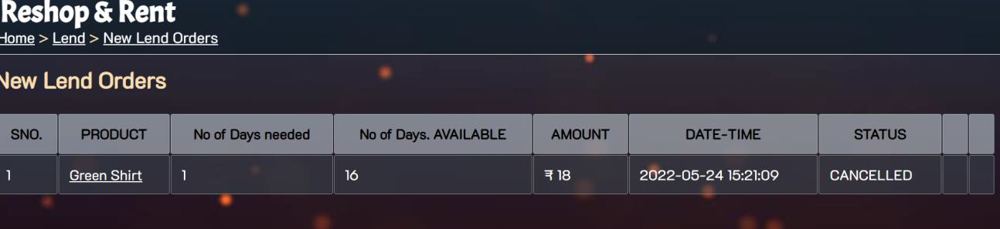 Reshop & Rent
Home > Lend > New Lend Orders
New Lend Orders
SNO. PRODUCT No of Days needed No of Days. AVAILABLE AMOUNT DATE-TIME STATUS
1 Green Shirt 1 16 ₹ 18 2022-05-24 15:21:09 CANCELLED